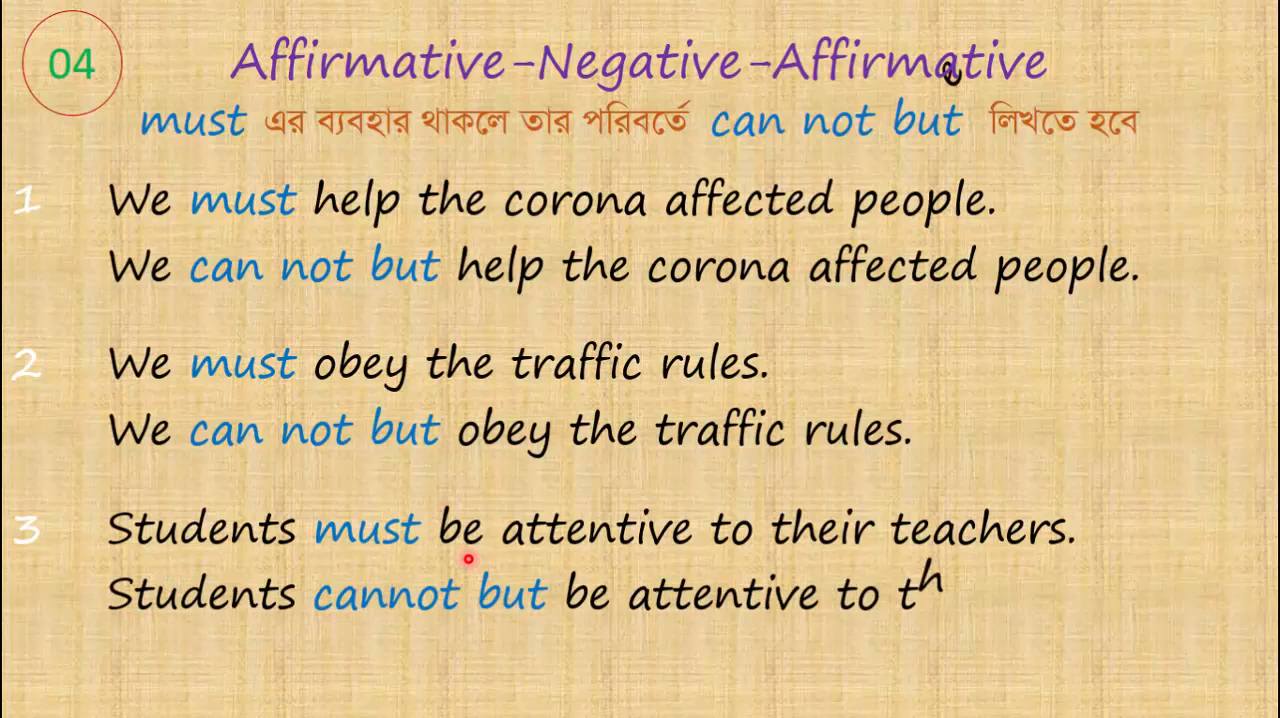 04
Affirmative-Negative-Affirmative
must এর ব্যবহার থাকলে তার পরিবর্তে can not but লিখতে হবে
1 We must help the corona affected people.
We can not but help the corona affected people.
2 We must obey the traffic rules.
We can not but obey the traffic rules.
3 Students must be attentive to their teachers.
Students cannot but be attentive to th